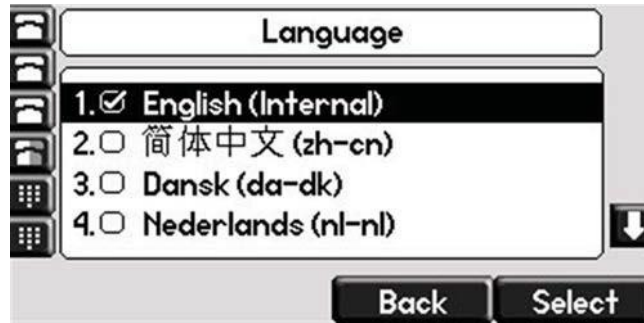 Language
1. English (Internal)
2. 简体中文 (zh-cn)
3. Dansk (da-dk)
4. Nederlands (nl-nl)
Back Select